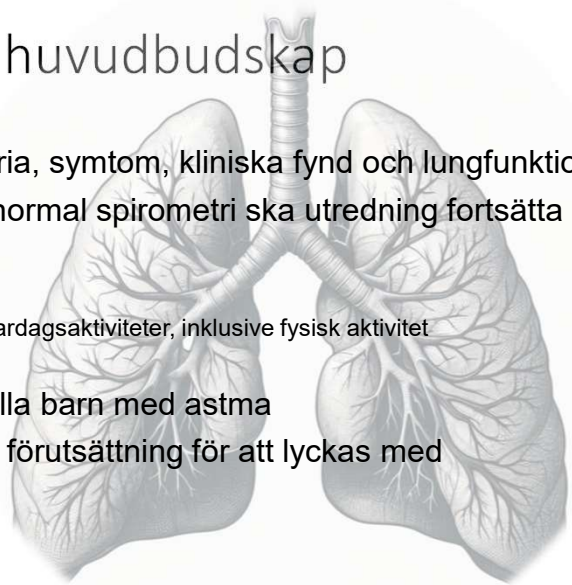 huvudbudskap
ria, symtom, kliniska fynd och lungfunktio
normal spirometri ska utredning fortsätta
ardagsaktiviteter, inklusive fysisk aktivitet
lla barn med astma
förutsättning för att lyckas med